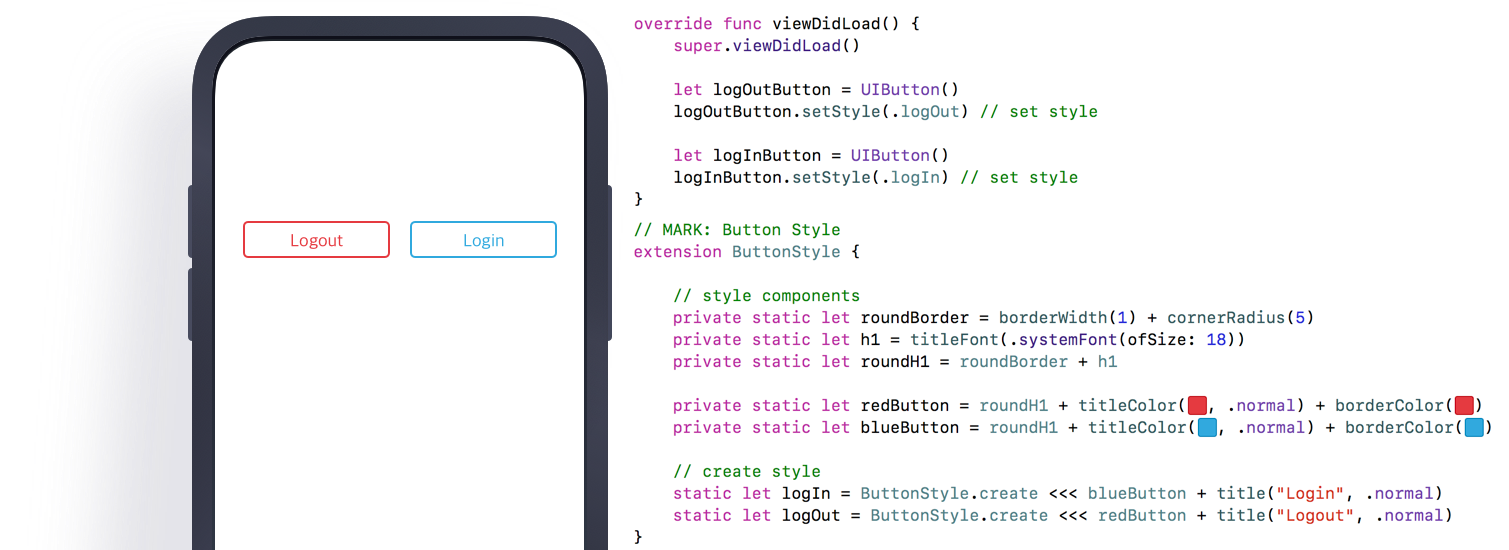 Logout
Login
override func viewDidLoad() {
    super.viewDidLoad()

    let logOutButton = UIButton()
    logOutButton.setStyle(.logOut) // set style

    let logInButton = UIButton()
    logInButton.setStyle(.logIn) // set style
}
// MARK: Button Style
extension ButtonStyle {

    // style components
    private static let roundBorder = borderWidth(1) + cornerRadius(5)
    private static let h1 = titleFont(.systemFont(ofSize: 18))
    private static let roundH1 = roundBorder + h1

    private static let redButton = roundH1 + titleColor( , .normal) + borderColor( )
    private static let blueButton = roundH1 + titleColor( , .normal) + borderColor( )

    // create style
    static let logIn = ButtonStyle.create <<< blueButton + title("Login", .normal)
    static let logOut = ButtonStyle.create <<< redButton + title("Logout", .normal)
}